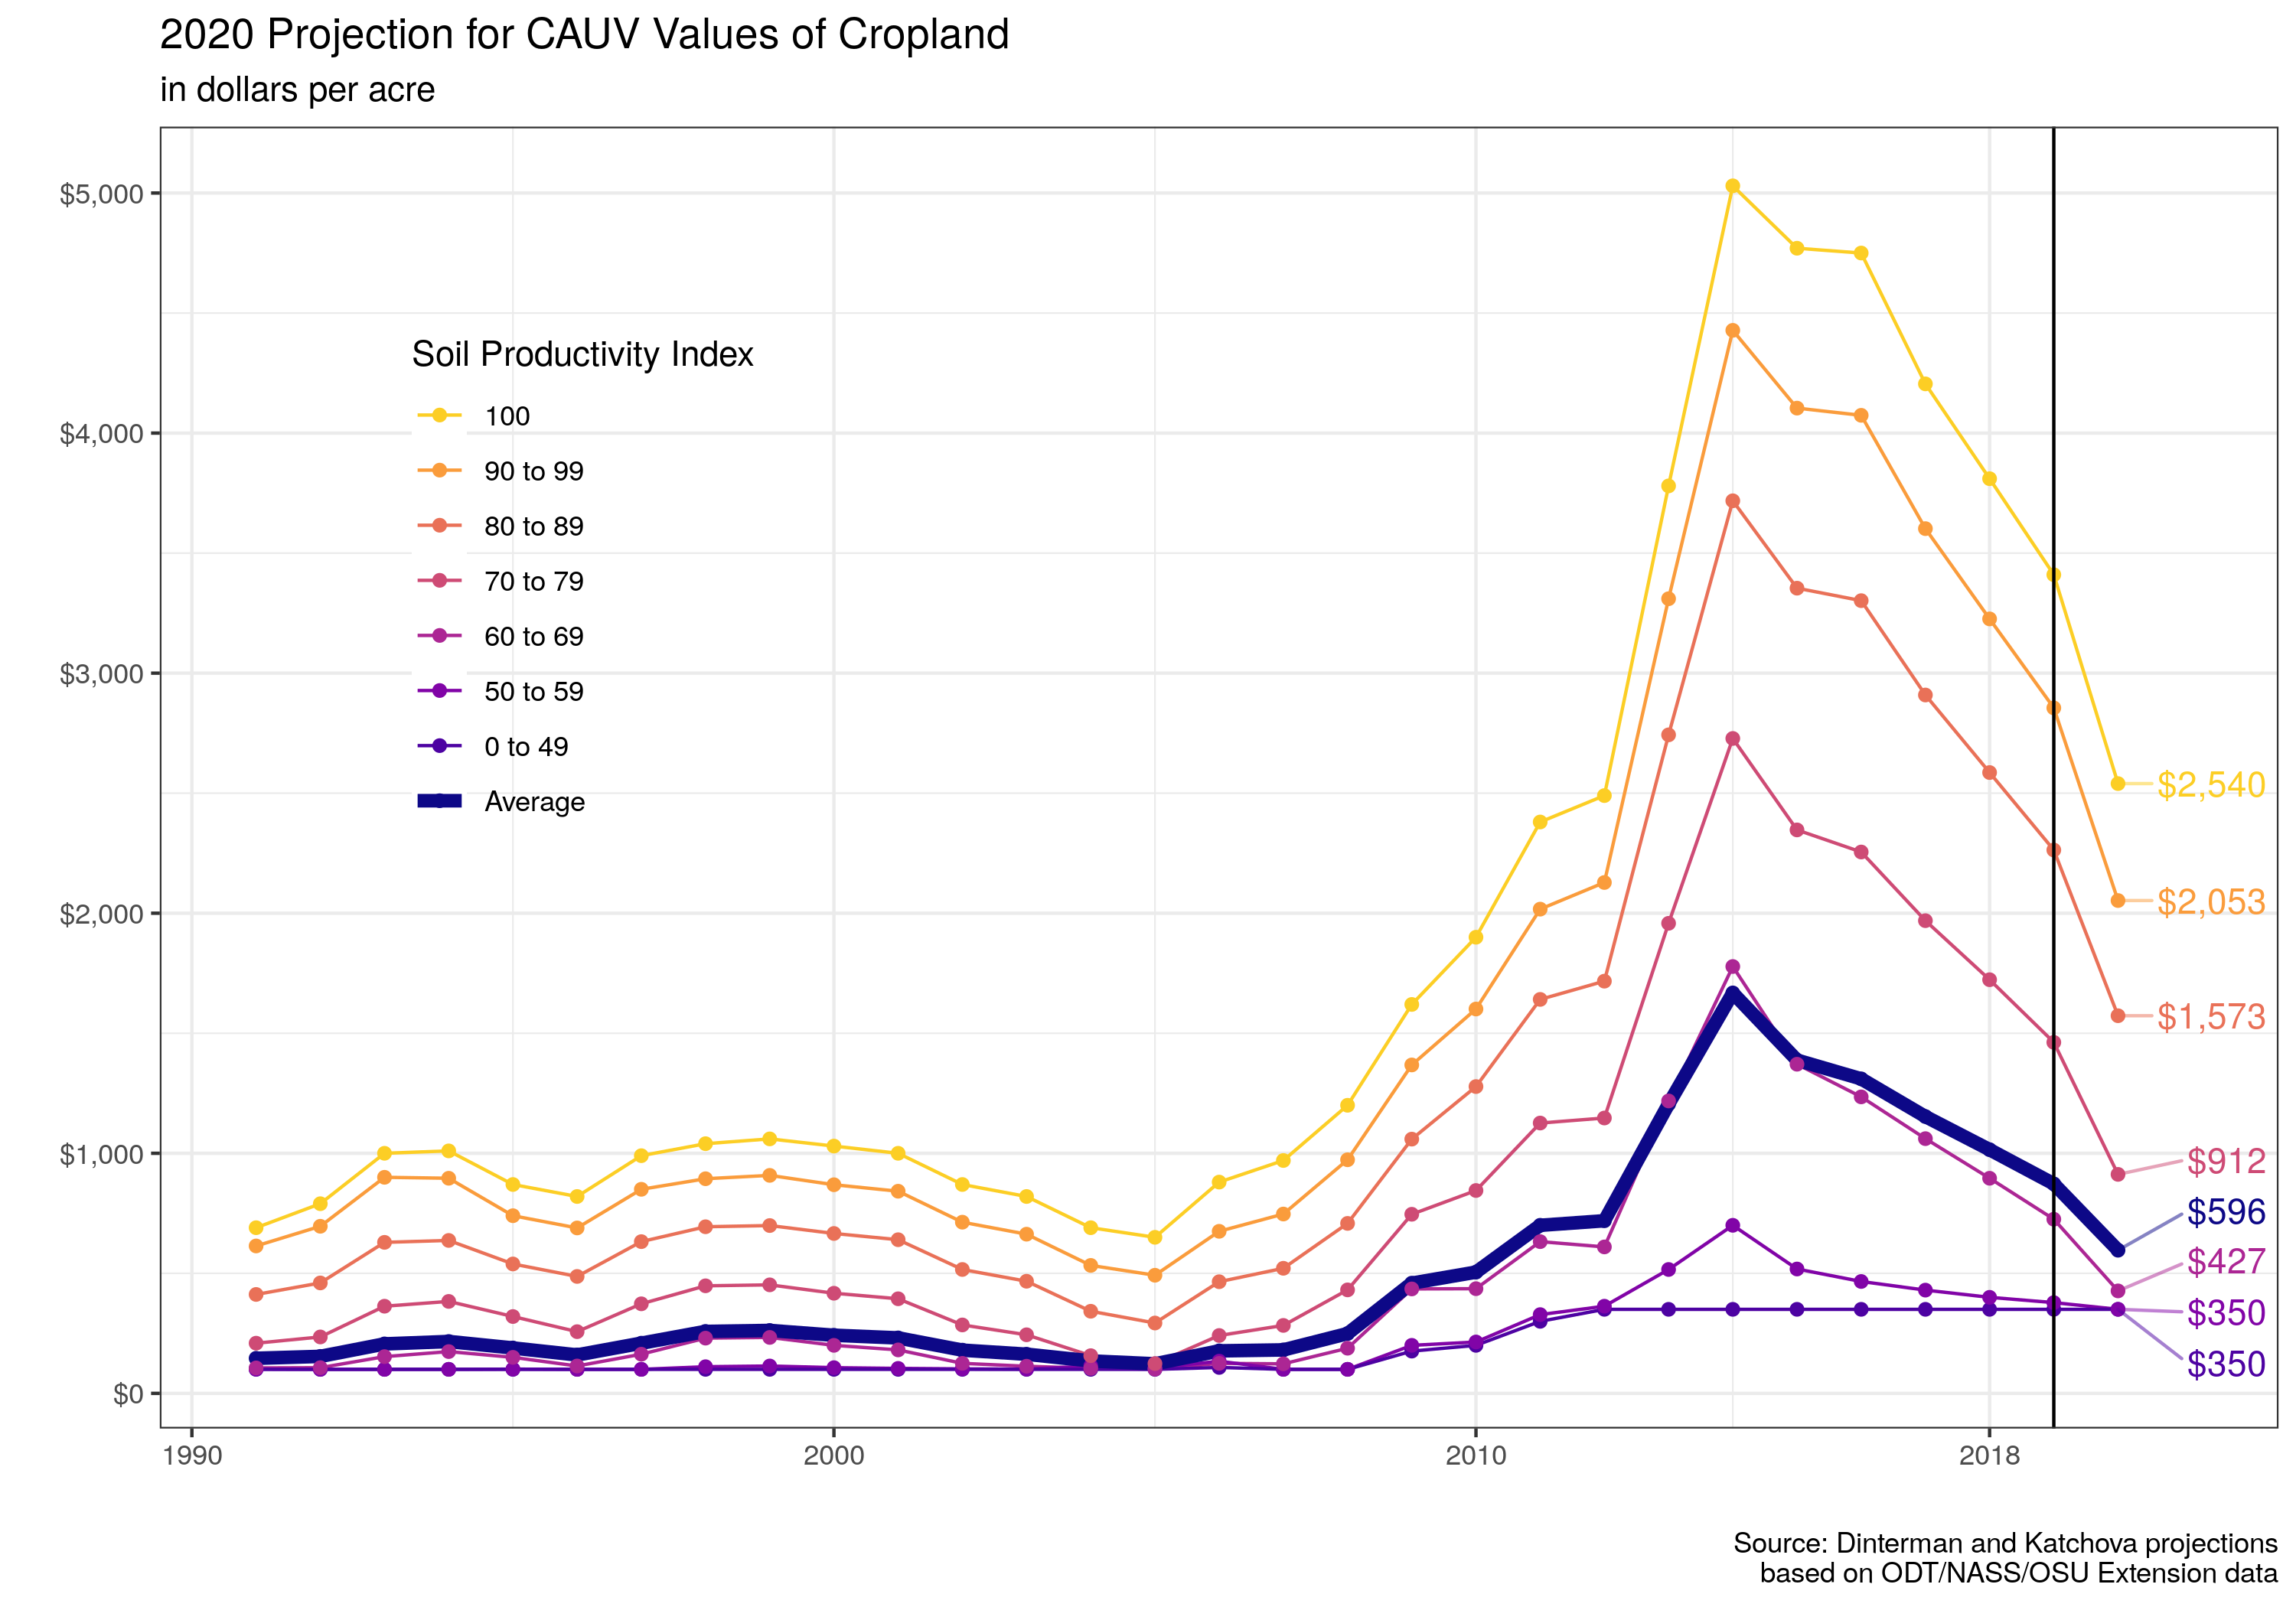 2020 Projection for CAUV Values of Cropland
in dollars per acre
$5,000
$4,000
$3,000
$2,000
$1,000
$0
Soil Productivity Index
100
90 to 99
80 to 89
70 to 79
60 to 69
50 to 59
0 to 49
Average
$2,540
$2,053
$1,573
$912
$596
$427
$350
$350
1990
2000
2010
2018
Source: Dinterman and Katchova projections
based on ODT/NASS/OSU Extension data